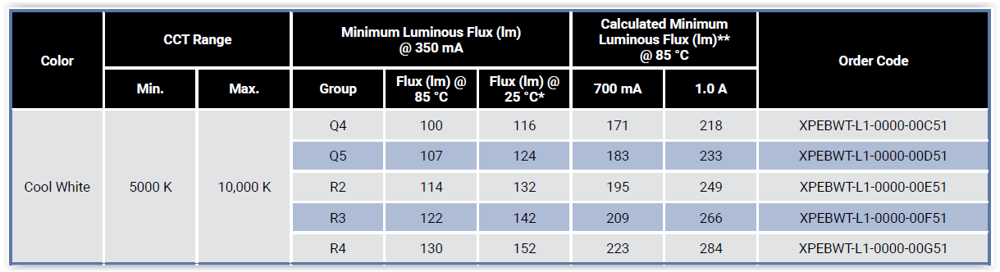 Color CCT Range Minimum Luminous Flux (lm) @ 350 mA Calculated Minimum Luminous Flux (lm)** @ 85 °C Order Code
Min. Max. Group Flux (lm) @ 85 °C Flux (lm) @ 25 °C* 700 mA 1.0 A
Cool White 5000 K 10,000 K
Q4 100 116 171 218 XPEBWT-L1-0000-00C51
Q5 107 124 183 233 XPEBWT-L1-0000-00D51
R2 114 132 195 249 XPEBWT-L1-0000-00E51
R3 122 142 209 266 XPEBWT-L1-0000-00F51
R4 130 152 223 284 XPEBWT-L1-0000-00G51